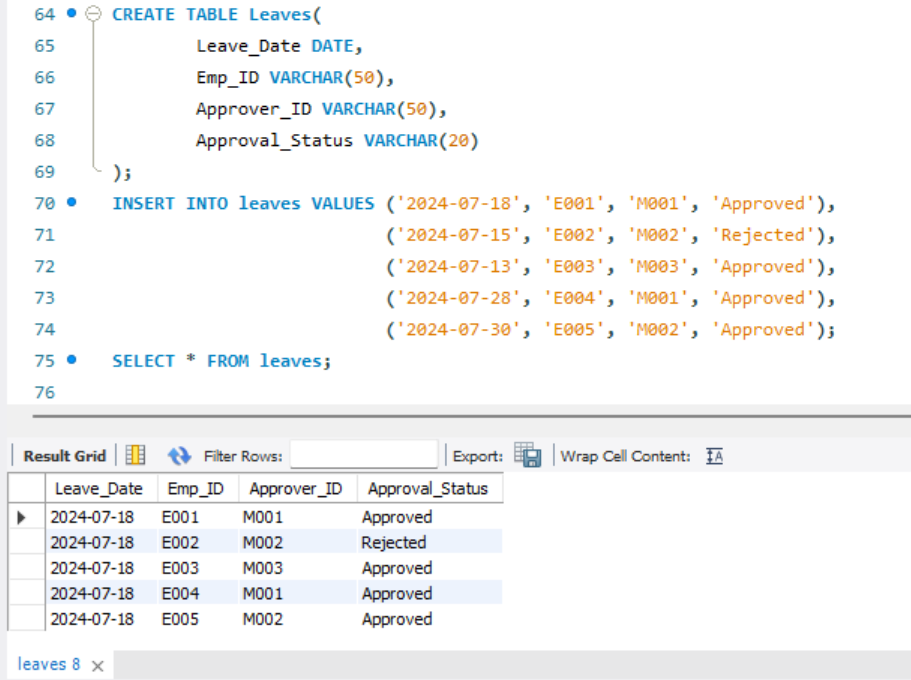 64 CREATE TABLE Leaves(
65 Leave_Date DATE,
66 Emp_ID VARCHAR(50),
67 Approver_ID VARCHAR(50),
68 Approval_Status VARCHAR(20)
69 );
70 INSERT INTO leaves VALUES ('2024-07-18', 'E001', 'M001', 'Approved'),
71 ('2024-07-15', 'E002', 'M002', 'Rejected'),
72 ('2024-07-13', 'E003', 'M003', 'Approved'),
73 ('2024-07-28', 'E004', 'M001', 'Approved'),
74 ('2024-07-30', 'E005', 'M002', 'Approved');
75 SELECT * FROM leaves;
76
Result Grid Filter Rows: Export: Wrap Cell Content: IA
Leave_Date Emp_ID Approver_ID Approval_Status
2024-07-18 E001 M001 Approved
2024-07-18 E002 M002 Rejected
2024-07-18 E003 M003 Approved
2024-07-18 E004 M001 Approved
2024-07-18 E005 M002 Approved
leaves 8 ×